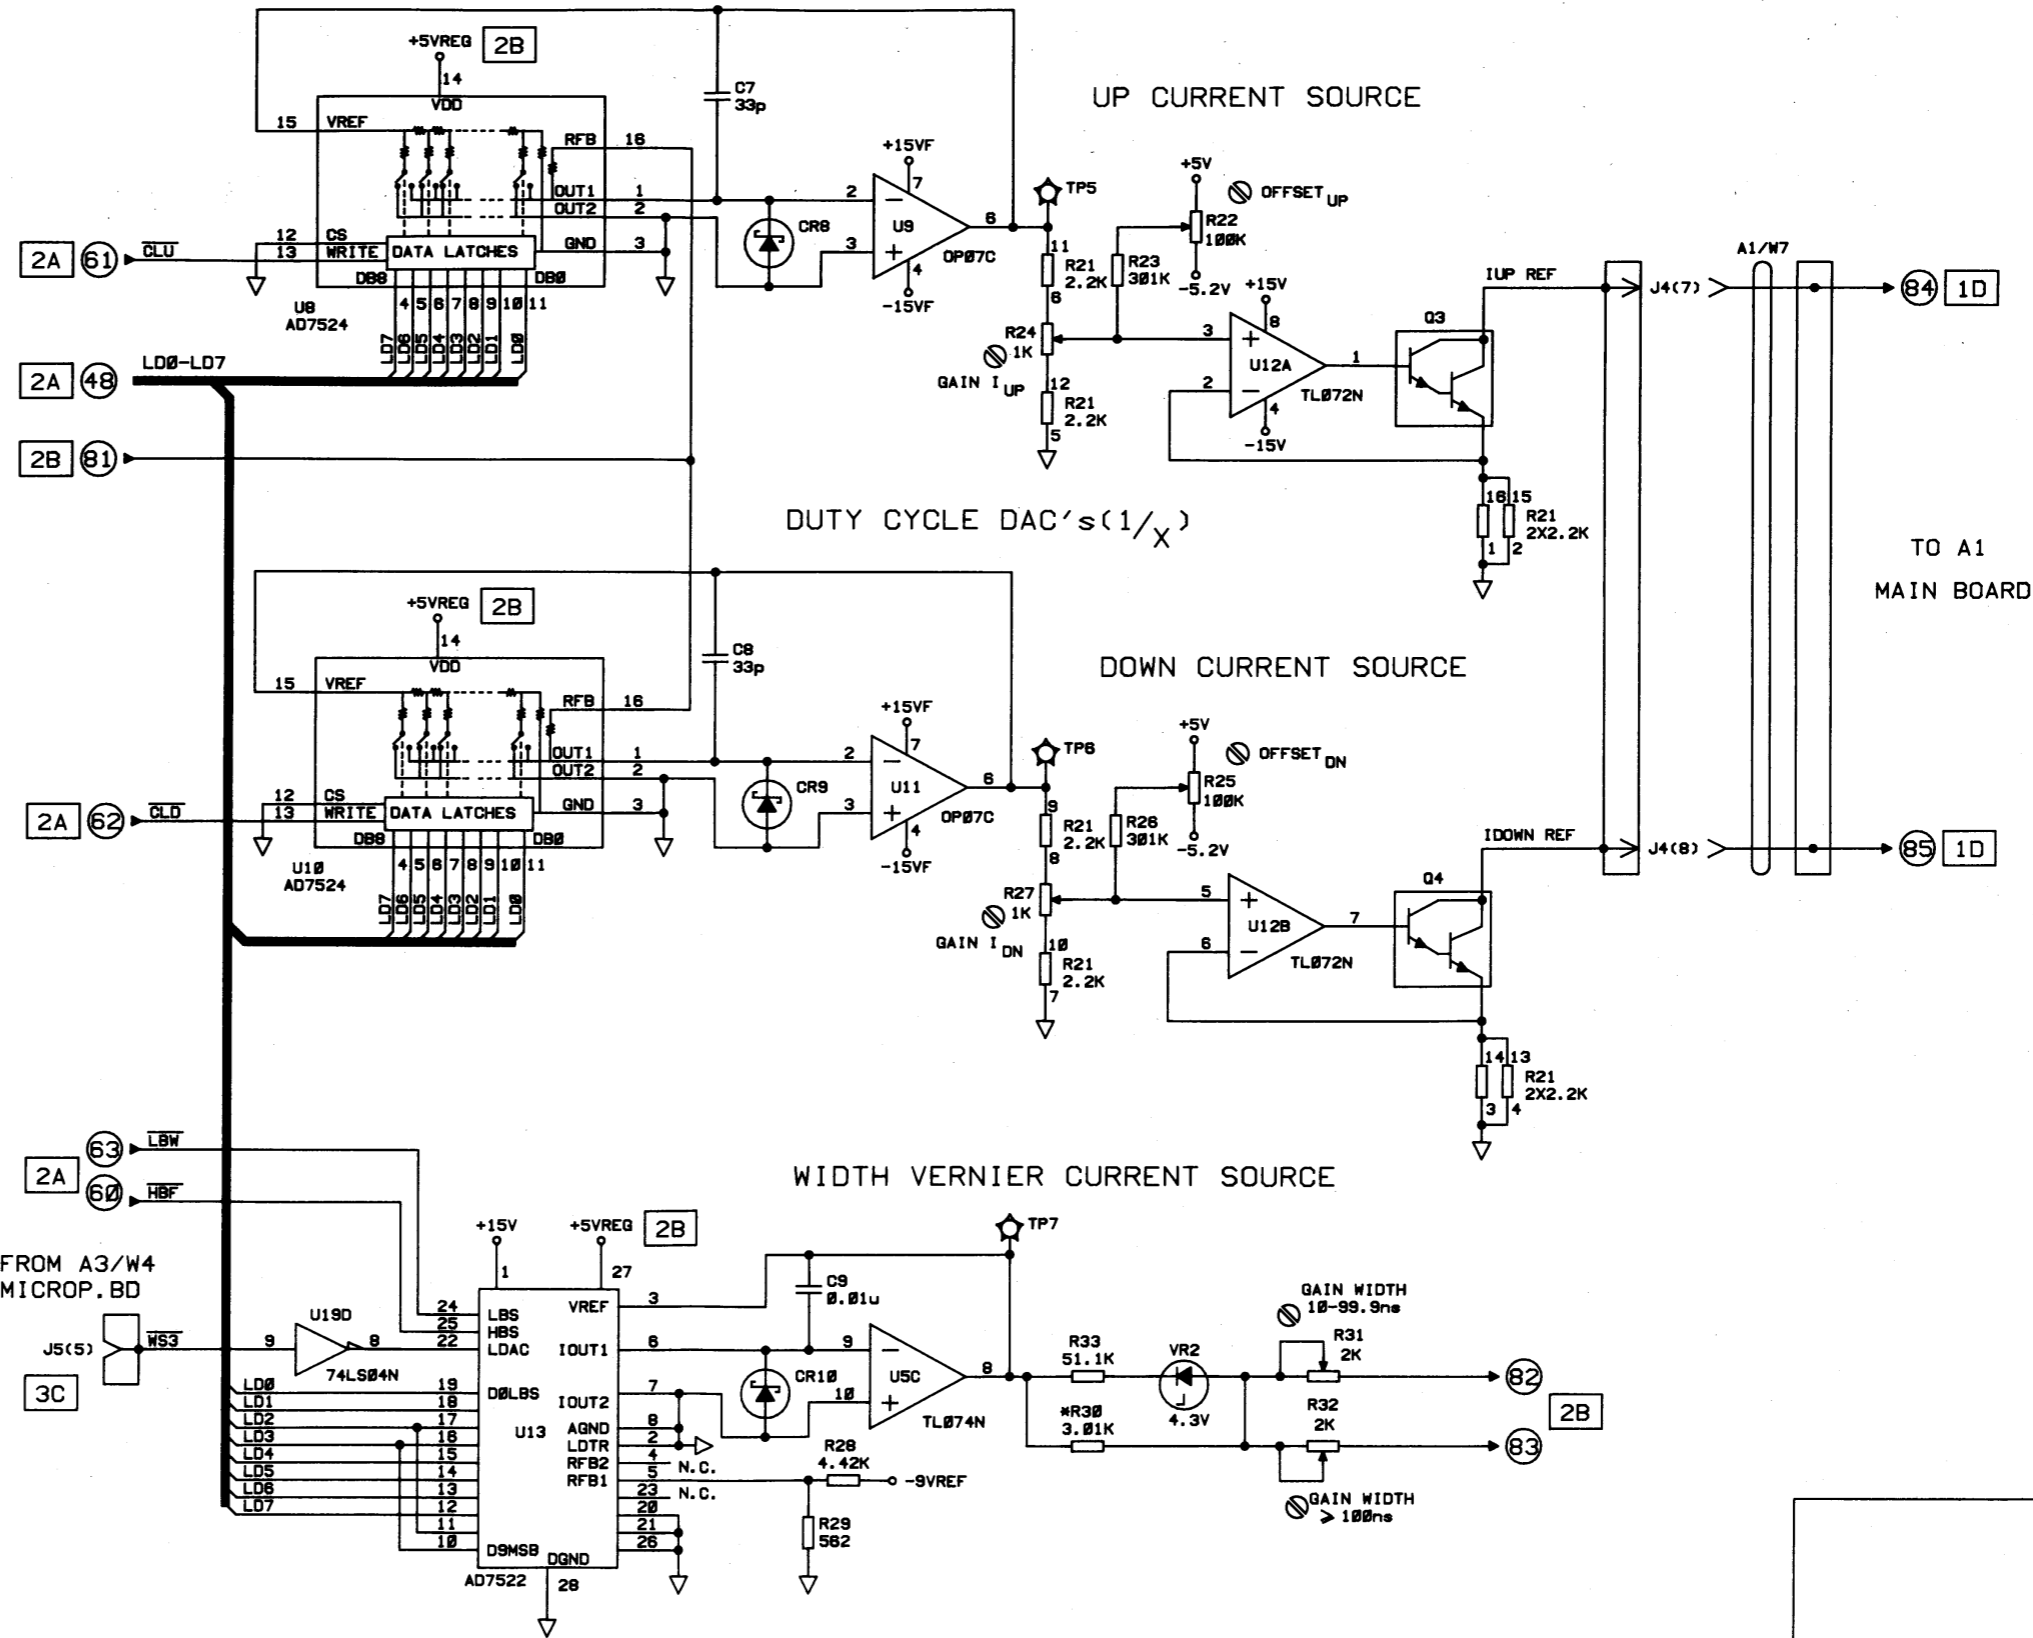 +5VREG 2B
14
VDD
15 VREF
RFB 16
OUT1 1
OUT2 2
12 CS
13 WRITE DATA LATCHES
GND 3
DB8 DB0
4 5 6 7 8 9 10 11
U8
AD7524
LD7 LD6 LD5 LD4 LD3 LD2 LD1 LD0
2A 61 CLU
C7
33p
CR8
+15VF
7
2
3
U9
6
OP07C
4
-15VF
UP CURRENT SOURCE
TP5
11
R21
2.2K
6
R24
1K
GAIN I UP
12
R21
2.2K
5
+5V
OFFSET UP
R22
100K
R23
301K
-5.2V
+15V
8
3
2
U12A
1
TL072N
4
-15V
Q3
IUP REF
16 15
R21
2X2.2K
1 2
J4(7)
A1/W7
84 1D
2A 48 LD0-LD7
2B 81
DUTY CYCLE DAC's(1/X)
TO A1
MAIN BOARD
+5VREG 2B
14
VDD
15 VREF
RFB 16
OUT1 1
OUT2 2
12 CS
13 WRITE DATA LATCHES
GND 3
DB8 DB0
4 5 6 7 8 9 10 11
U10
AD7524
LD7 LD6 LD5 LD4 LD3 LD2 LD1 LD0
2A 62 CLD
C8
33p
CR9
+15VF
7
2
3
U11
6
OP07C
4
-15VF
DOWN CURRENT SOURCE
TP6
9
R21
2.2K
8
R27
1K
GAIN I DN
10
R21
2.2K
7
+5V
OFFSET DN
R25
100K
R26
301K
-5.2V
5
6
U12B
7
TL072N
Q4
IDOWN REF
14 13
R21
2X2.2K
3 4
J4(8)
85 1D
63 LBW
2A
60 HBF
WIDTH VERNIER CURRENT SOURCE
FROM A3/W4
MICROP.BD
J5(5) WS3
3C
9 U19D 8
74LS04N
+15V
1
+5VREG 2B
27
24 LBS
25 HBS
22 LDAC
LD0 19 D0LBS
LD1 18
LD2 17
LD3 16
LD4 15
LD5 14
LD6 13
LD7 12
11
10 D9MSB
U13
AD7522
DGND
28
VREF 3
IOUT1 6
IOUT2 7
AGND 8
LDTR 2
RFB2 4 N.C.
RFB1 5
23 N.C.
20
21
26
C9
0.01u
CR10
9
10
U5C
8
TL074N
TP7
R28
4.42K
-9VREF
R29
562
R33
51.1K
*R30
3.01K
VR2
4.3V
GAIN WIDTH
10-99.9ns
R31
2K
R32
2K
GAIN WIDTH
⩾ 100ns
82
2B
83